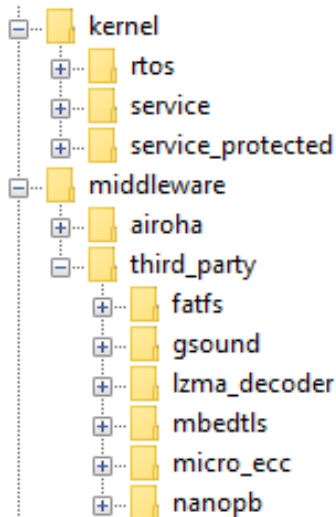 kernel
rtos
service
service_protected
middleware
airoha
third_party
fatfs
gsound
lzma_decoder
mbedtls
micro_ecc
nanopb